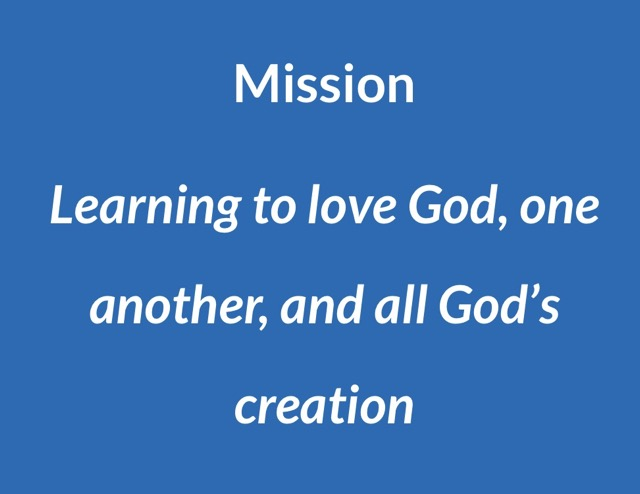 Mission
Learning to love God, one
another, and all God’s
creation